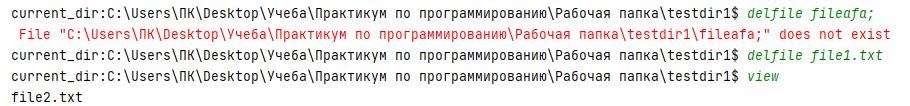 current_dir:C:\Users\ПК\Desktop\Учеба\Практикум по программированию\Рабочая папка\testdir1$ delfile fileafa;
File "C:\Users\ПК\Desktop\Учеба\Практикум по программированию\Рабочая папка\testdir1\fileafa;" does not exist
current_dir:C:\Users\ПК\Desktop\Учеба\Практикум по программированию\Рабочая папка\testdir1$ delfile file1.txt
current_dir:C:\Users\ПК\Desktop\Учеба\Практикум по программированию\Рабочая папка\testdir1$ view
file2.txt